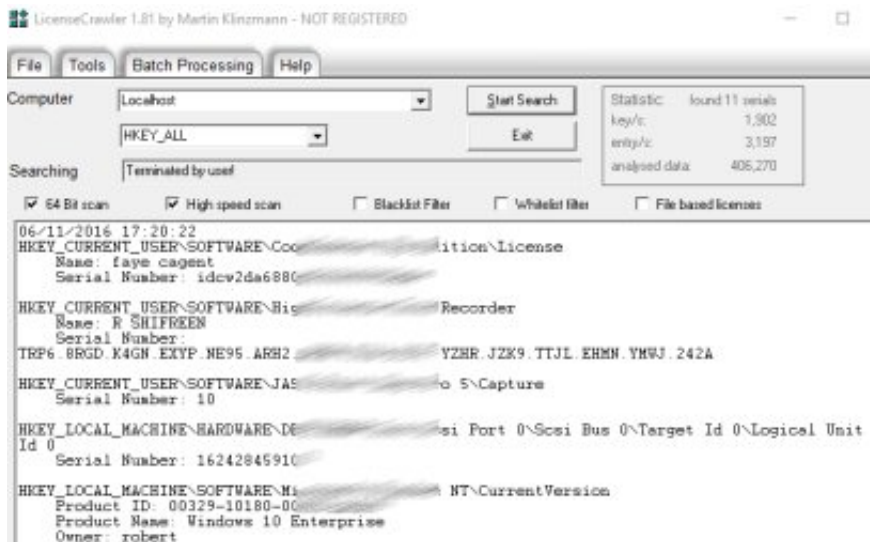 LicenseCrawler 1.81 by Martin Klinzmann - NOT REGISTERED
File Tools Batch Processing Help
Computer Localhost Start Search
HKEY_ALL Exit
Searching Terminated by user!
Statistic: found 11 serials
key/s: 1,902
entry/s: 3,197
analysed data: 406,270
64 Bit scan High speed scan Blacklist Filter Whitelist filter File based licenses
06/11/2016 17:20:22
HKEY_CURRENT_USER\SOFTWARE\Coo ition\License
Name: faye cagent
Serial Number: idcw2da6880
HKEY_CURRENT_USER\SOFTWARE\Hig Recorder
Name: R SHIFREEN
Serial Number:
TRP6.8RGD.K4GN.EXYP.NE95.ARH2. YZHR.JZK9.TTJL.EHMN.YMWJ.242A
HKEY_CURRENT_USER\SOFTWARE\JAS o 5\Capture
Serial Number: 10
HKEY_LOCAL_MACHINE\HARDWARE\DE si Port 0\Scsi Bus 0\Target Id 0\Logical Unit
Id 0
Serial Number: 16242845910
HKEY_LOCAL_MACHINE\SOFTWARE\Mi NT\CurrentVersion
Product ID: 00329-10180-00
Product Name: Windows 10 Enterprise
Owner: robert